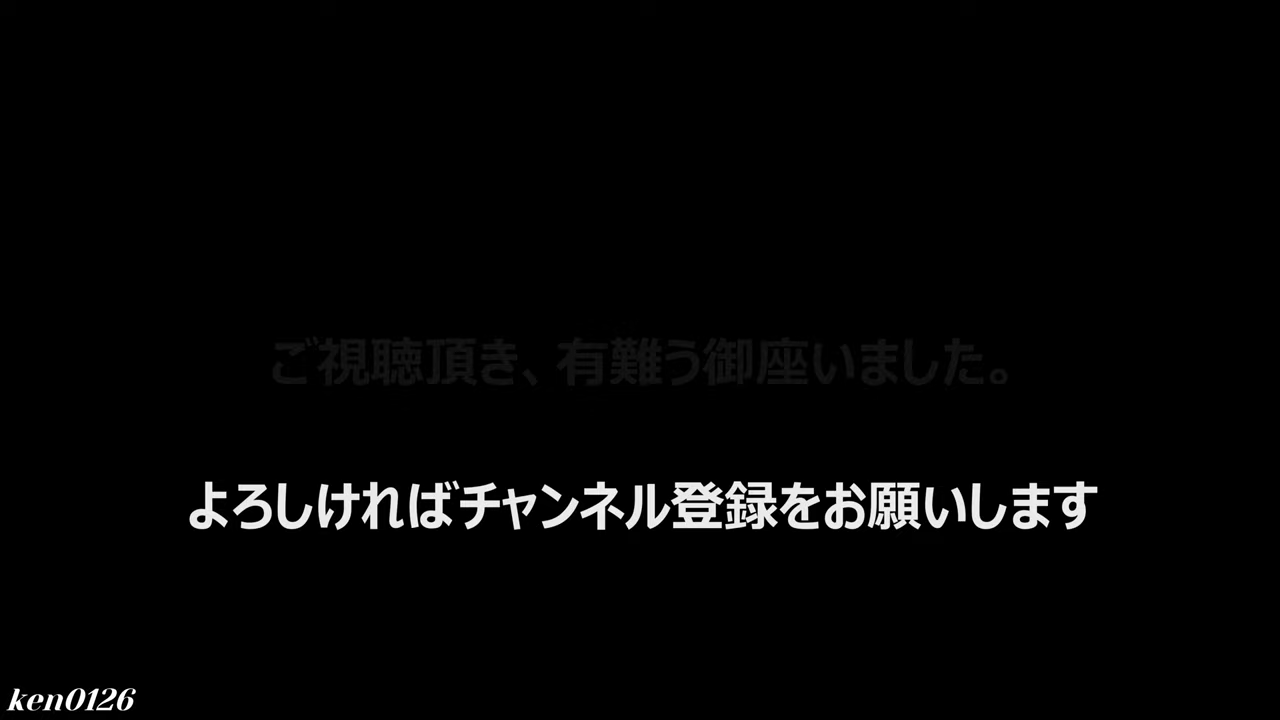 ご視聴頂き、有難う御座いました。
よろしければチャンネル登録をお願いします
ken0126